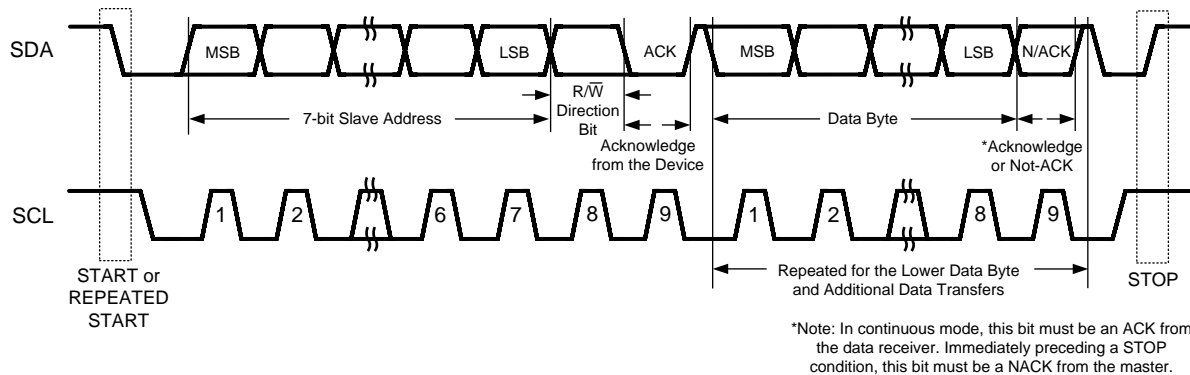 SDA
MSB
LSB
ACK
MSB
LSB
N/ACK
R/W̅
Direction
Bit
7-bit Slave Address
Data Byte
Acknowledge
from the Device
*Acknowledge
or Not-ACK
SCL
1
2
6
7
8
9
1
2
8
9
START or
REPEATED
START
Repeated for the Lower Data Byte
and Additional Data Transfers
STOP
*Note: In continuous mode, this bit must be an ACK from
the data receiver. Immediately preceding a STOP
condition, this bit must be a NACK from the master.